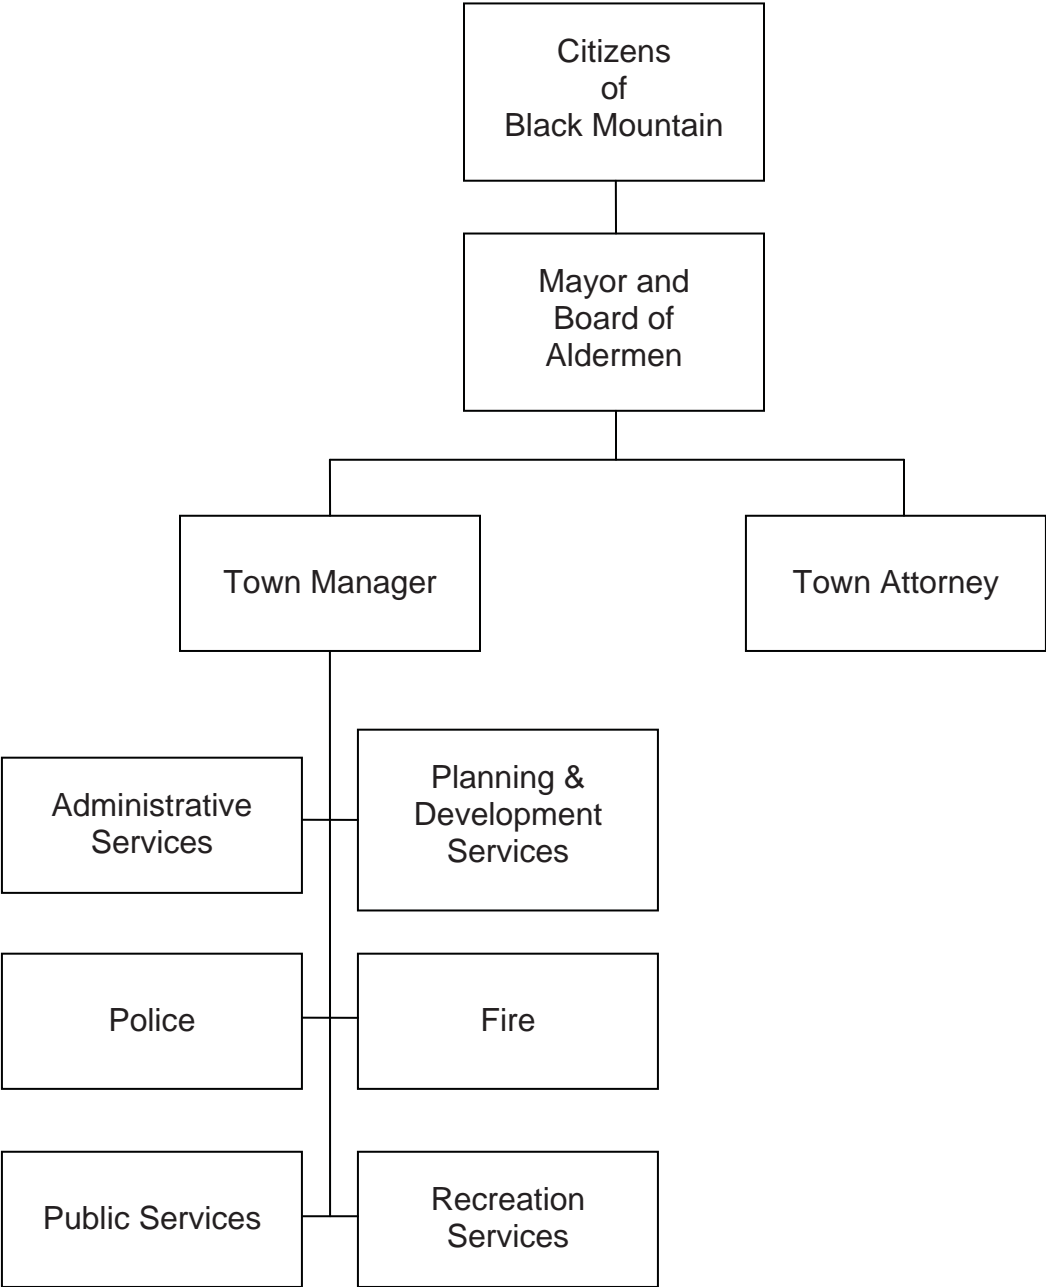 Citizens
of
Black Mountain
Mayor and
Board of
Aldermen
Town Manager
Town Attorney
Administrative
Services
Planning &
Development
Services
Police
Fire
Public Services
Recreation
Services